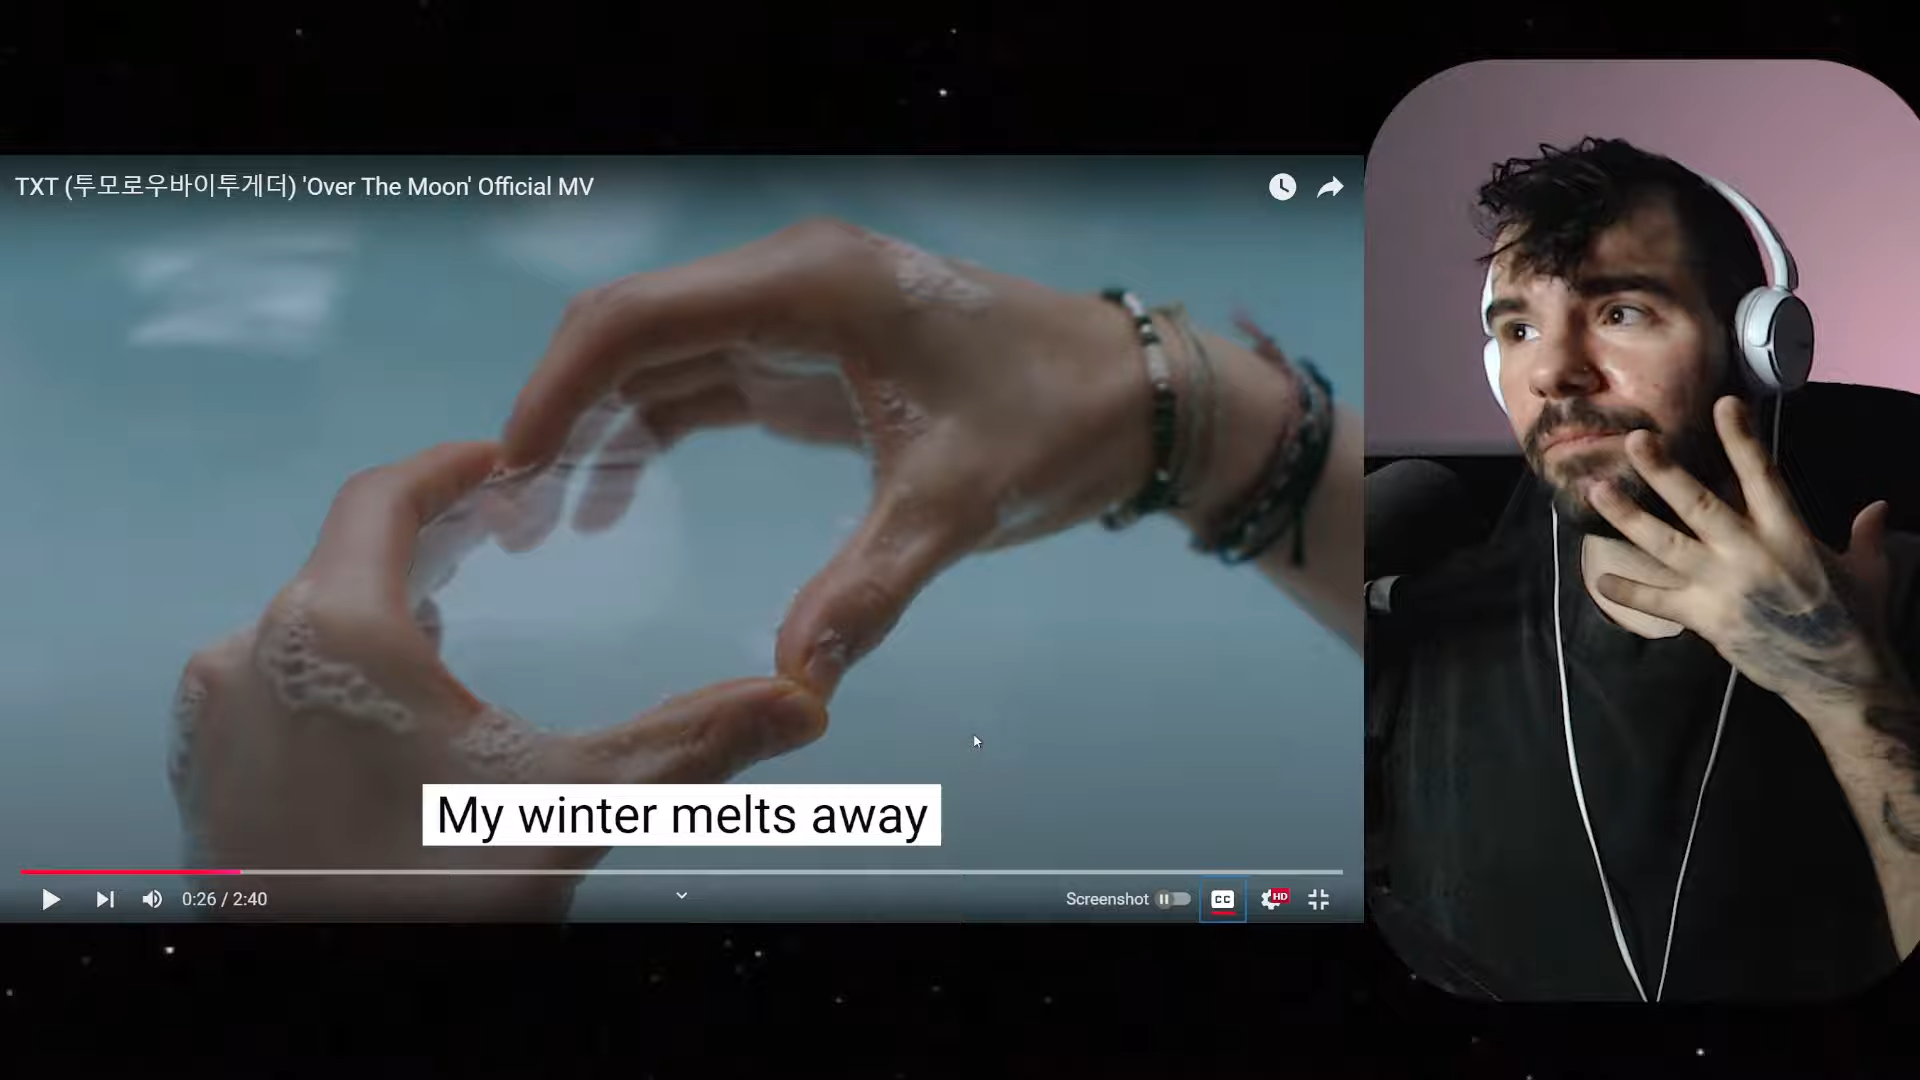 TXT (투모로우바이투게더) 'Over The Moon' Official MV
My winter melts away
0:26 / 2:40
Screenshot
CC
HD